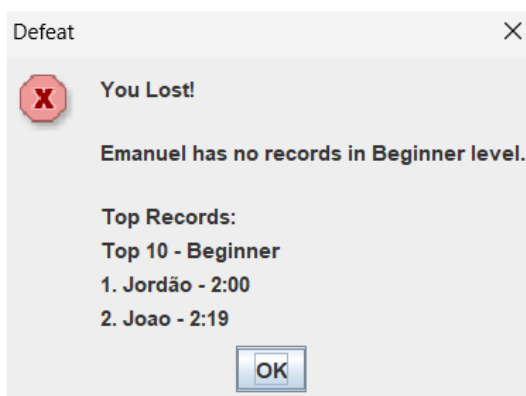 Defeat
You Lost!
Emanuel has no records in Beginner level.
Top Records:
Top 10 - Beginner
1. Jordão - 2:00
2. Joao - 2:19
OK